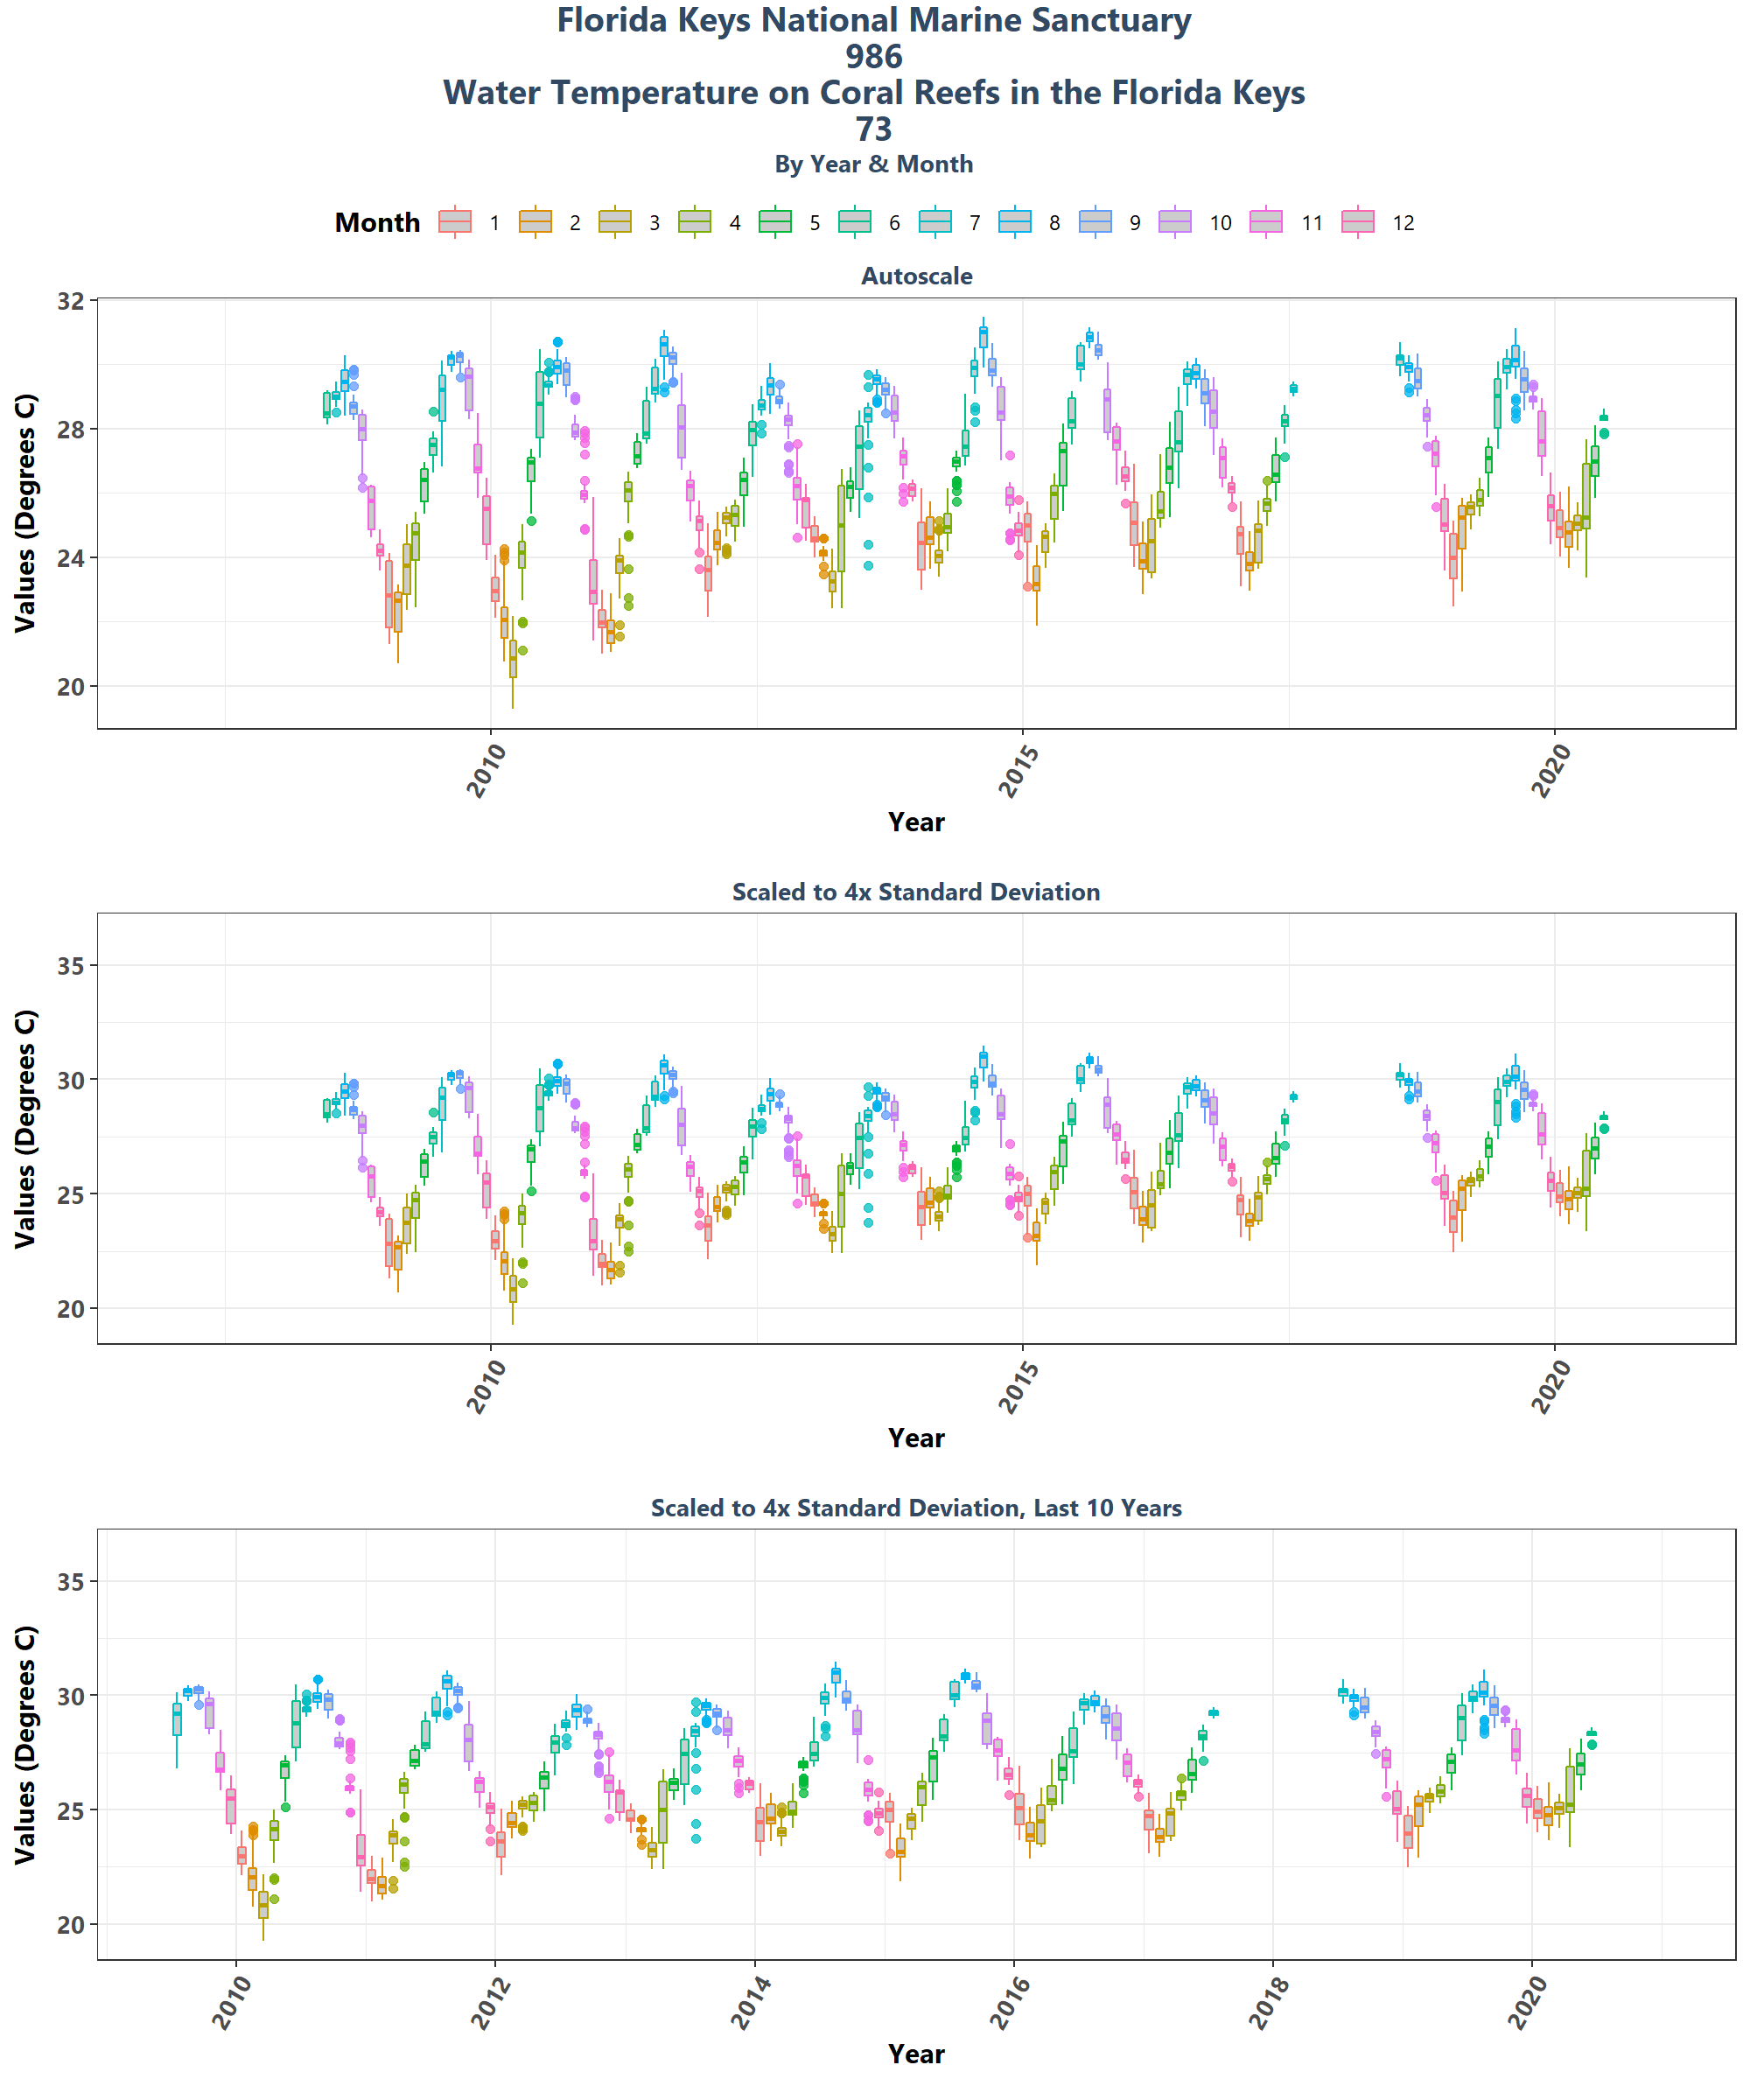 Florida Keys National Marine Sanctuary
986
Water Temperature on Coral Reefs in the Florida Keys
73
By Year & Month
Month 1 2 3 4 5 6 7 8 9 10 11 12
Autoscale
Values (Degrees C)
32
28
24
20
2010 2015 2020
Year
Scaled to 4x Standard Deviation
Values (Degrees C)
35
30
25
20
2010 2015 2020
Year
Scaled to 4x Standard Deviation, Last 10 Years
Values (Degrees C)
35
30
25
20
2010 2012 2014 2016 2018 2020
Year